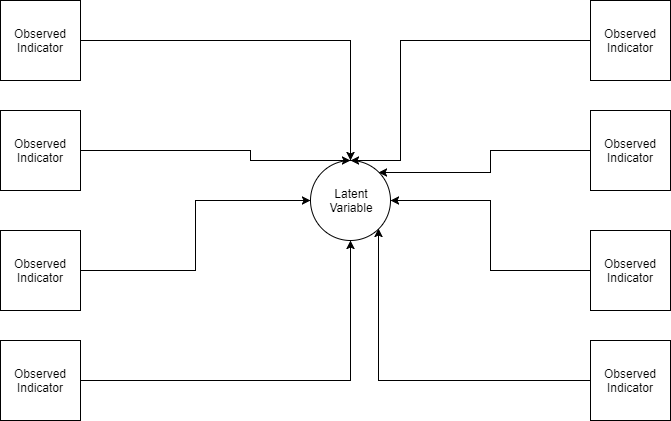 Observed
Indicator
Observed
Indicator
Observed
Indicator
Observed
Indicator
Latent
Variable
Observed
Indicator
Observed
Indicator
Observed
Indicator
Observed
Indicator